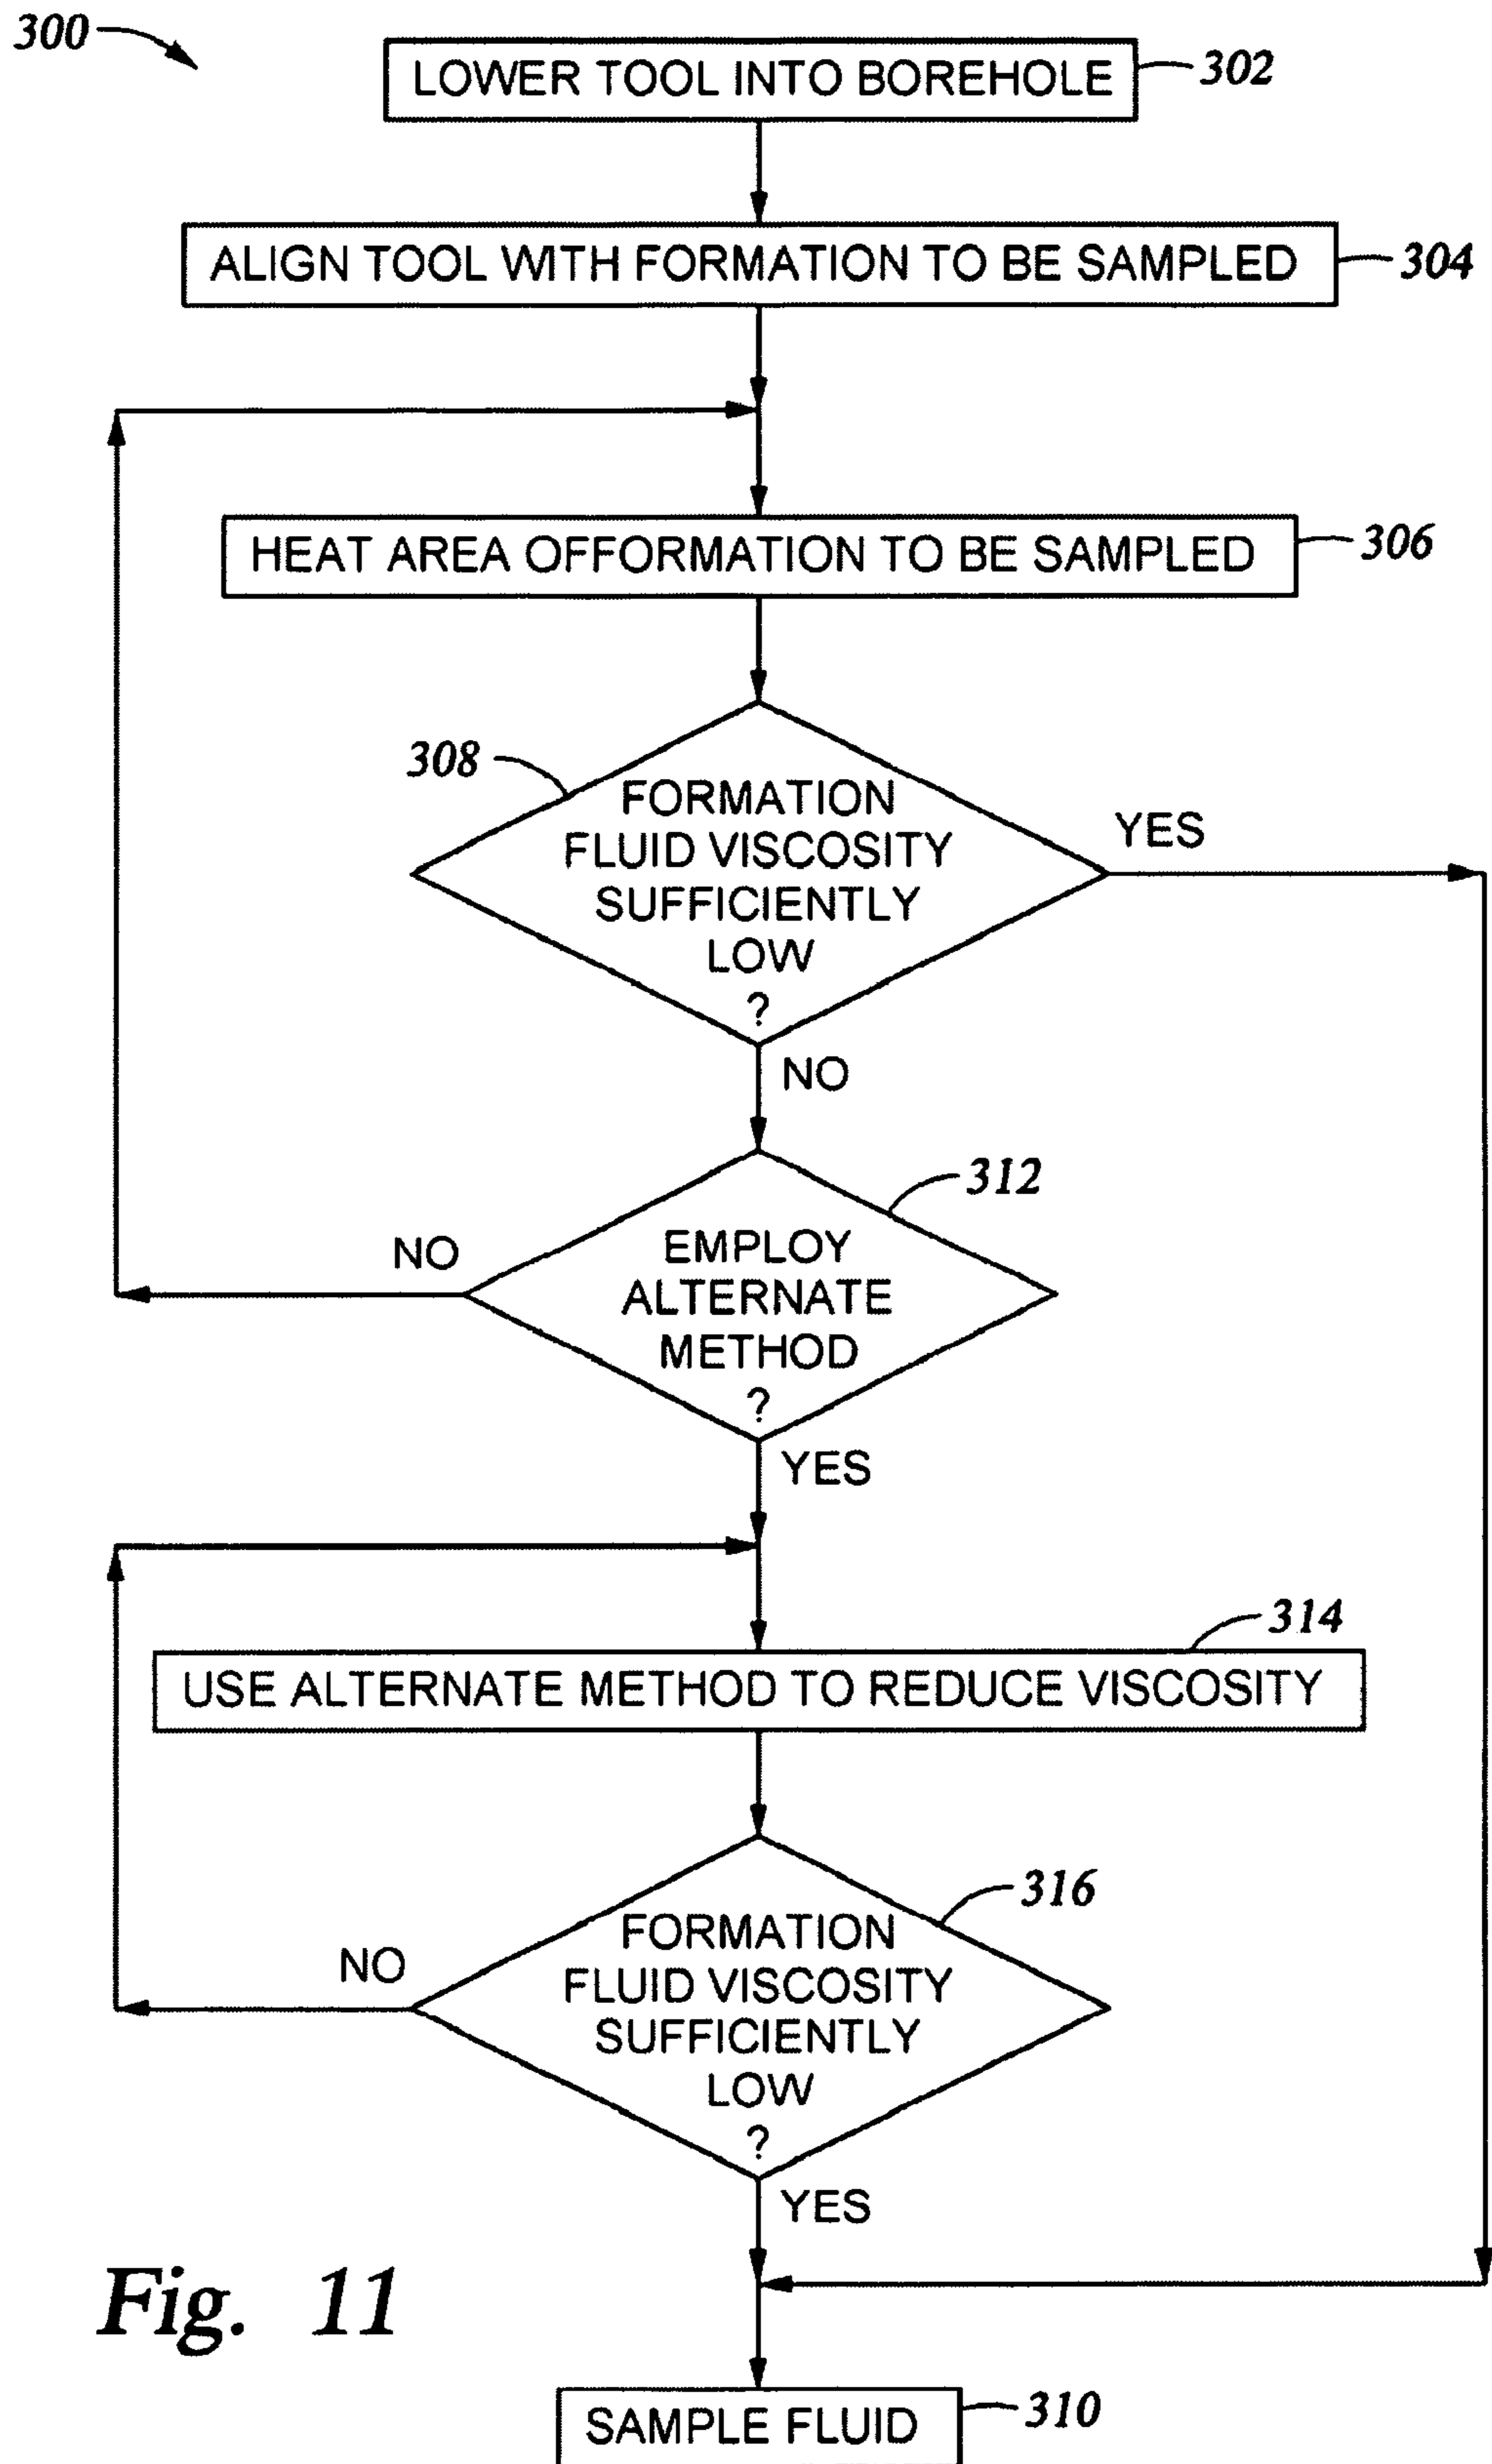 300
LOWER TOOL INTO BOREHOLE
302
ALIGN TOOL WITH FORMATION TO BE SAMPLED
304
HEAT AREA OFFORMATION TO BE SAMPLED
306
308
FORMATION
FLUID VISCOSITY
SUFFICIENTLY
LOW
?
YES
NO
312
EMPLOY
ALTERNATE
METHOD
?
NO
YES
314
USE ALTERNATE METHOD TO REDUCE VISCOSITY
316
FORMATION
FLUID VISCOSITY
SUFFICIENTLY
LOW
?
NO
YES
Fig. 11
SAMPLE FLUID
310